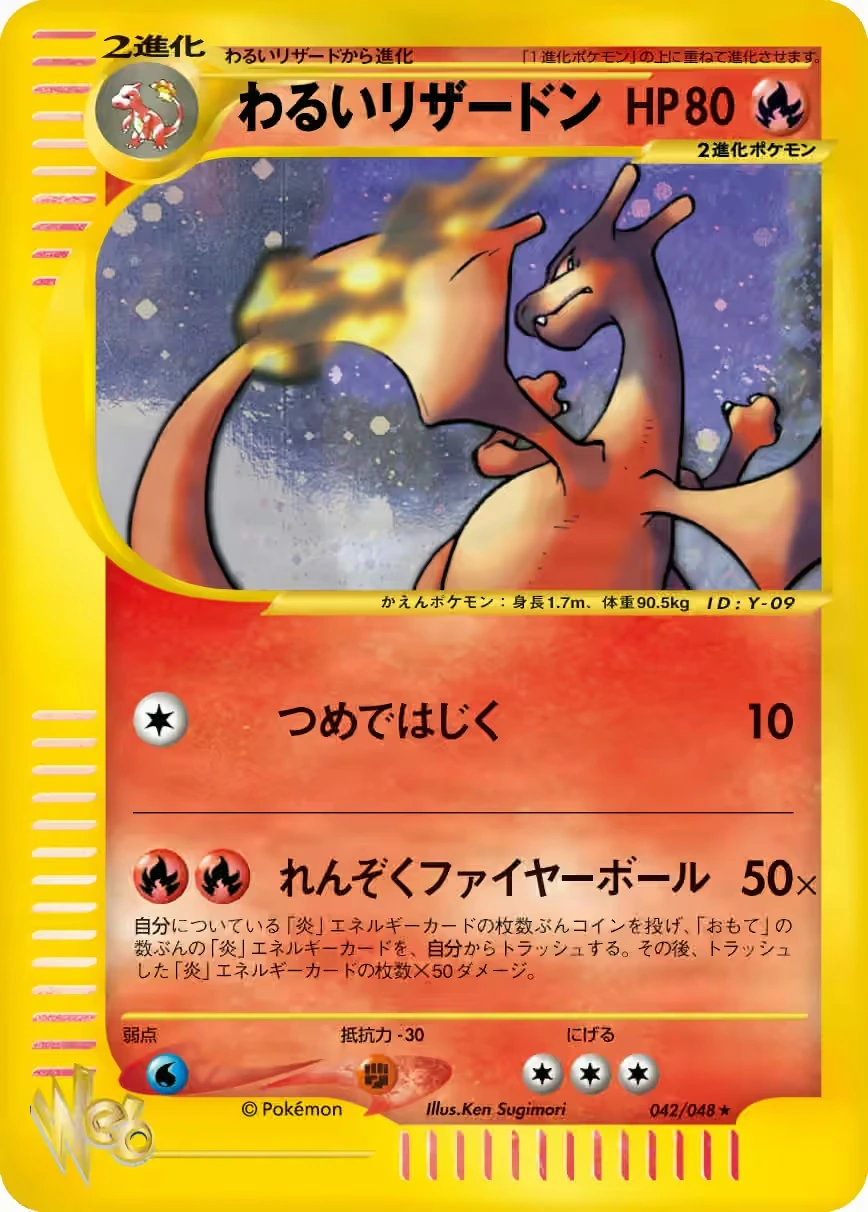 2進化
わるいリザードから進化
「1進化ポケモン」の上に重ねて進化させます。
わるいリザードン HP80
2進化ポケモン
かえんポケモン：身長1.7m、体重90.5kg ID：Y-09
つめではじく 10
れんぞくファイヤーボール 50×
自分についている「炎」エネルギーカードの枚数ぶんコインを投げ、「おもて」の
数ぶんの「炎」エネルギーカードを、自分からトラッシュする。その後、トラッシュ
した「炎」エネルギーカードの枚数×50ダメージ。
弱点 抵抗力 -30 にげる
Web
© Pokémon Illus.Ken Sugimori 042/048★